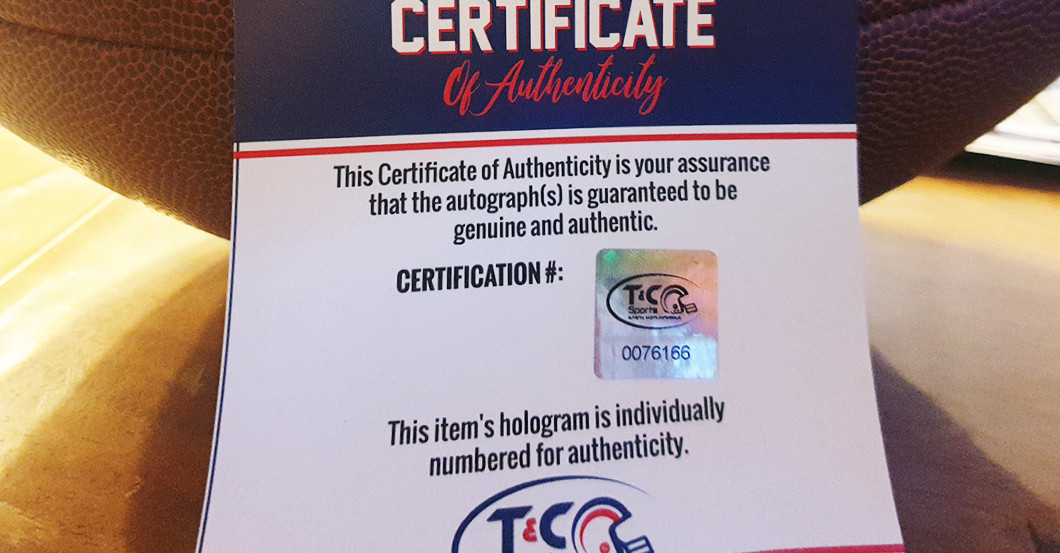 CERTIFICATE
Of Authenticity
This Certificate of Authenticity is your assurance
that the autograph(s) is guaranteed to be
genuine and authentic.
CERTIFICATION #:
T&C
Sports
0076166
This item's hologram is individually
numbered for authenticity.
T&C